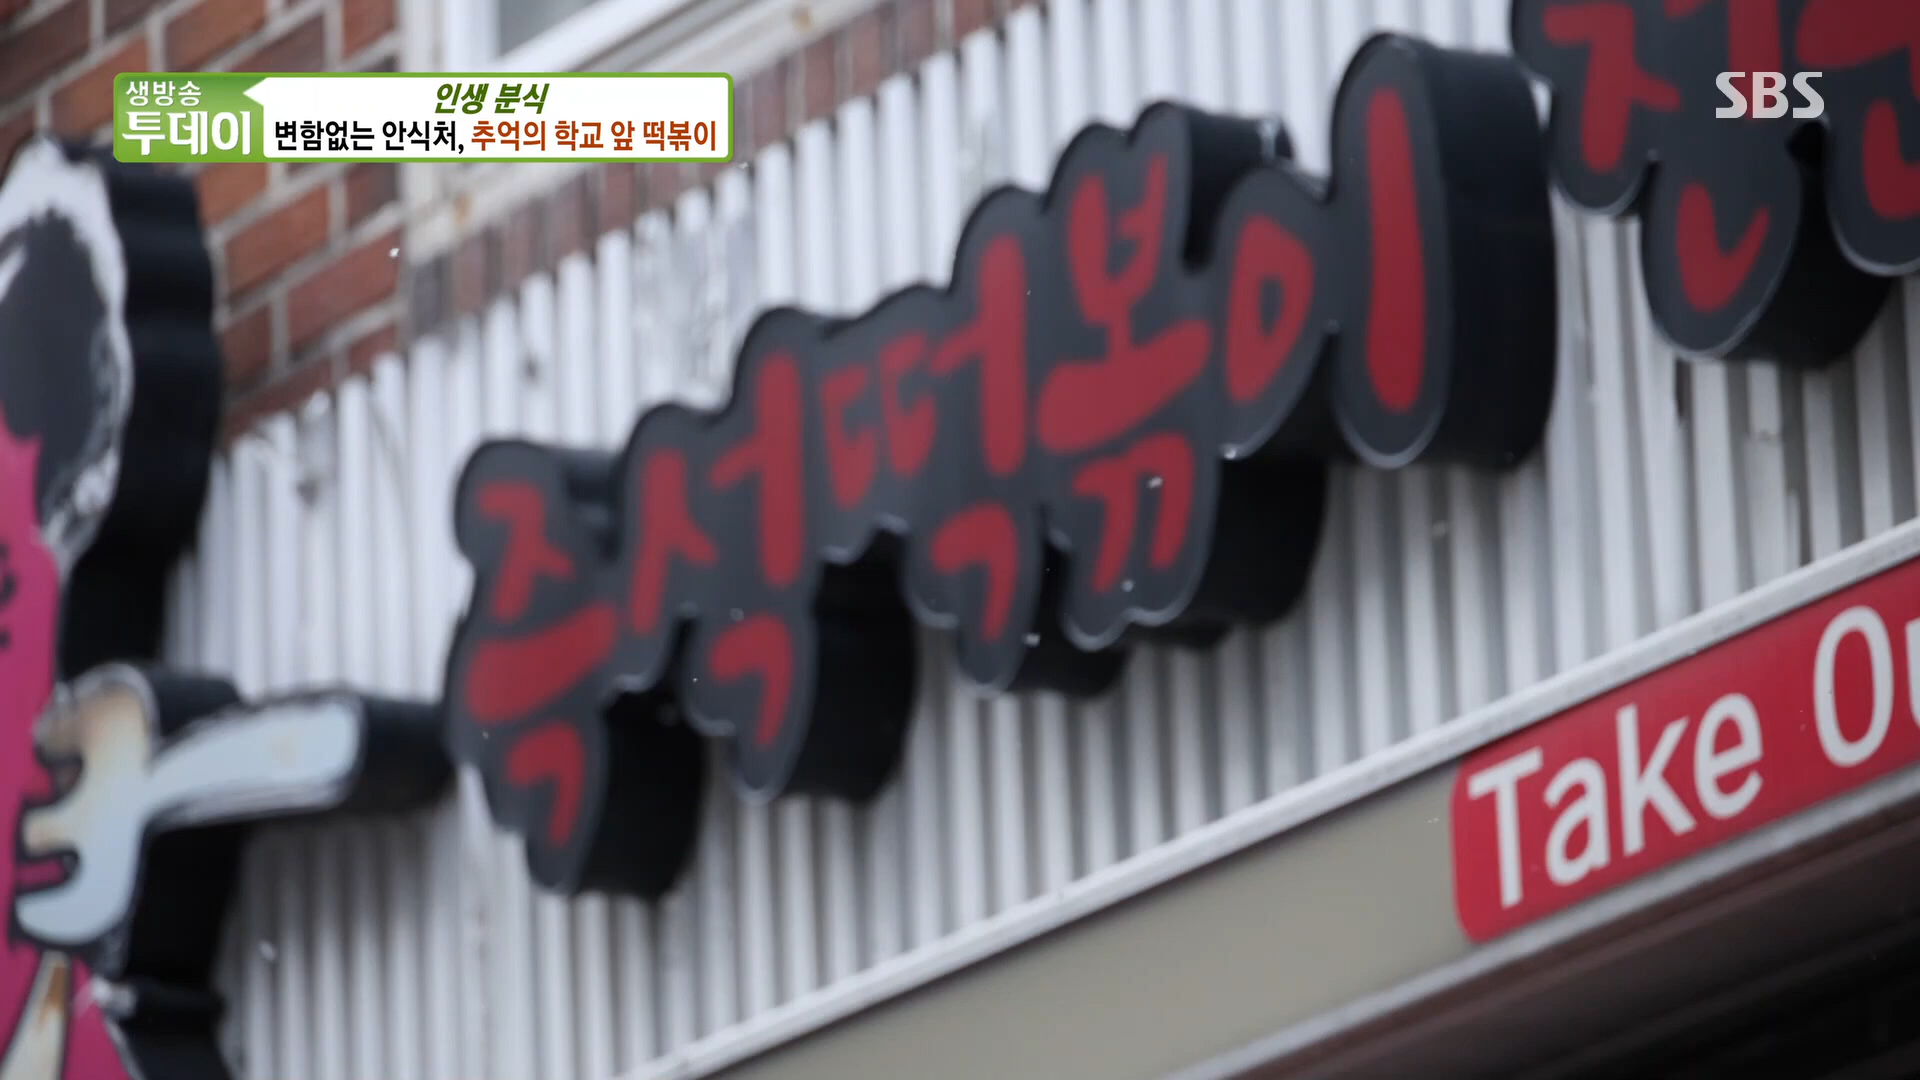 생방송
투데이
인생 분식
변함없는 안식처, 추억의 학교 앞 떡볶이
SBS
즉석떡볶이
Take Ou